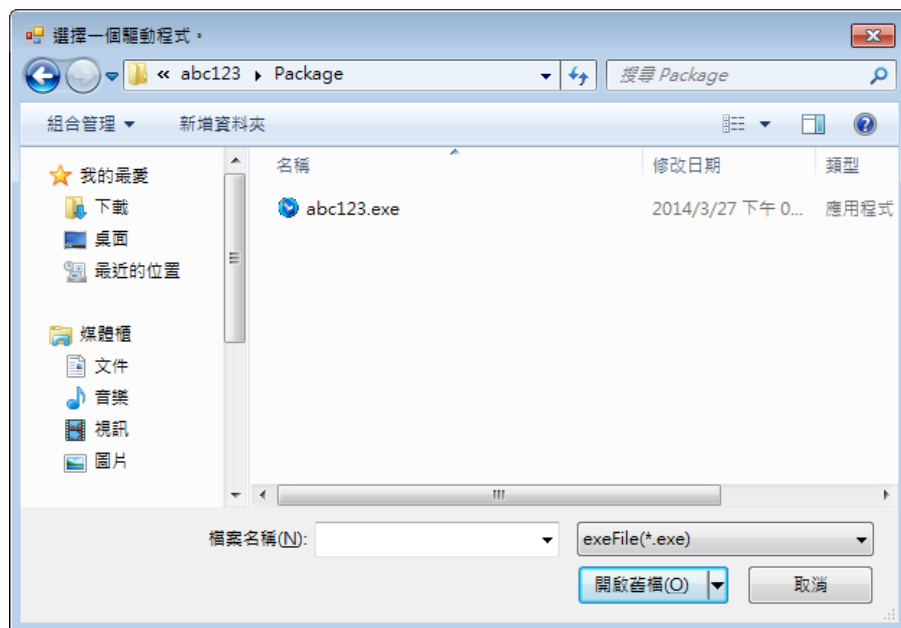 選擇一個驅動程式。
« abc123 ▸ Package
搜尋 Package
組合管理 ▼ 新增資料夾
我的最愛
下載
桌面
最近的位置
媒體櫃
文件
音樂
視訊
圖片
名稱 修改日期 類型
abc123.exe 2014/3/27 下午 0... 應用程式
檔案名稱(N): exeFile(*.exe)
開啟舊檔(O) 取消